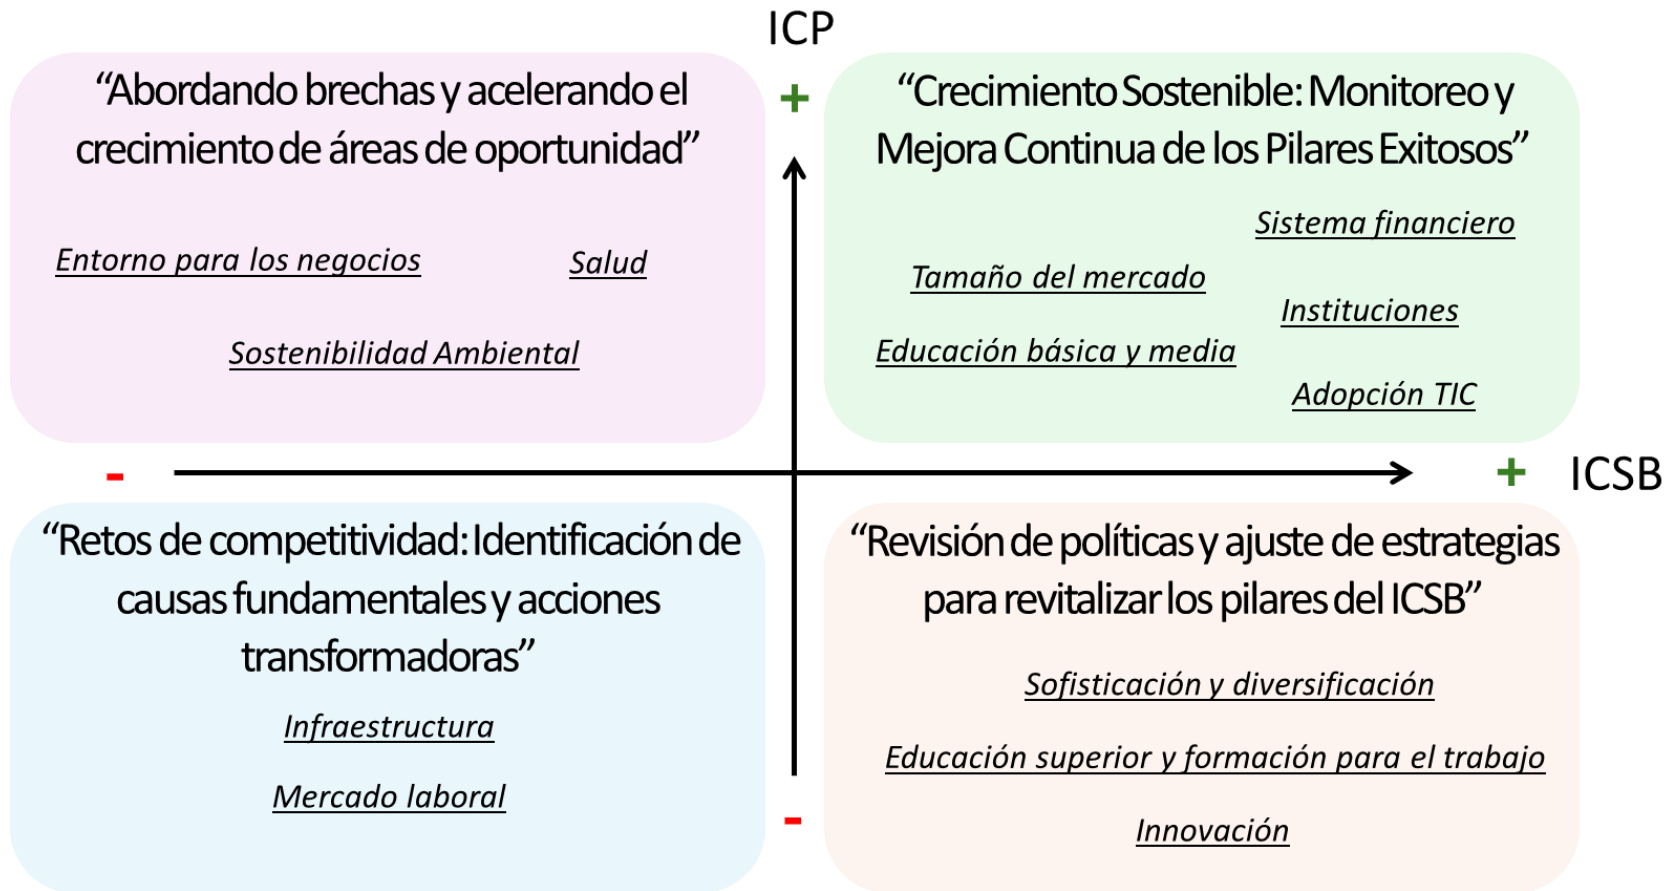 ICP
+
“Abordando brechas y acelerando el
crecimiento de áreas de oportunidad”
Entorno para los negocios
Salud
Sostenibilidad Ambiental
“Crecimiento Sostenible: Monitoreo y
Mejora Continua de los Pilares Exitosos”
Sistema financiero
Tamaño del mercado
Instituciones
Educación básica y media
Adopción TIC
-
+
ICSB
“Retos de competitividad: Identificación de
causas fundamentales y acciones
transformadoras”
Infraestructura
Mercado laboral
“Revisión de políticas y ajuste de estrategias
para revitalizar los pilares del ICSB”
Sofisticación y diversificación
Educación superior y formación para el trabajo
Innovación
-